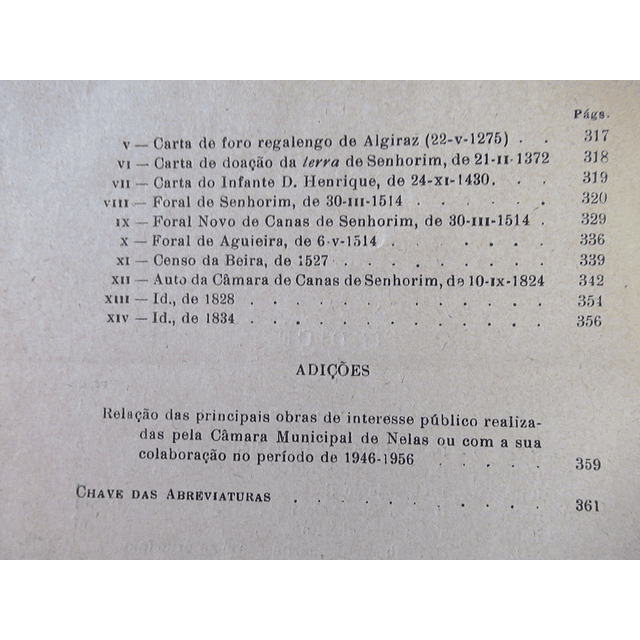 Págs.
V — Carta de foro regalengo de Algiraz (22-V-1275) . . 317
VI — Carta de doação da terra de Senhorim, de 21-II-1372 318
VII — Carta do Infante D. Henrique, de 24-XI-1430. . . 319
VIII — Foral de Senhorim, de 30-III-1514 . . . . . . 320
IX — Foral Novo de Canas de Senhorim, de 30-III-1514 . 329
X — Foral de Aguieira, de 6-V-1514 . . . . . . . 336
XI — Censo da Beira, de 1527 . . . . . . . . . 339
XII — Auto da Câmara de Canas de Senhorim, de 10-IX-1824 342
XIII — Id., de 1828 . . . . . . . . . . . 354
XIV — Id., de 1834 . . . . . . . . . . . 356
ADIÇÕES
Relação das principais obras de interesse público realiza-
das pela Câmara Municipal de Nelas ou com a sua
colaboração no período de 1946-1956 . . . . . 359
CHAVE DAS ABREVIATURAS . . . . . . . . . . 361